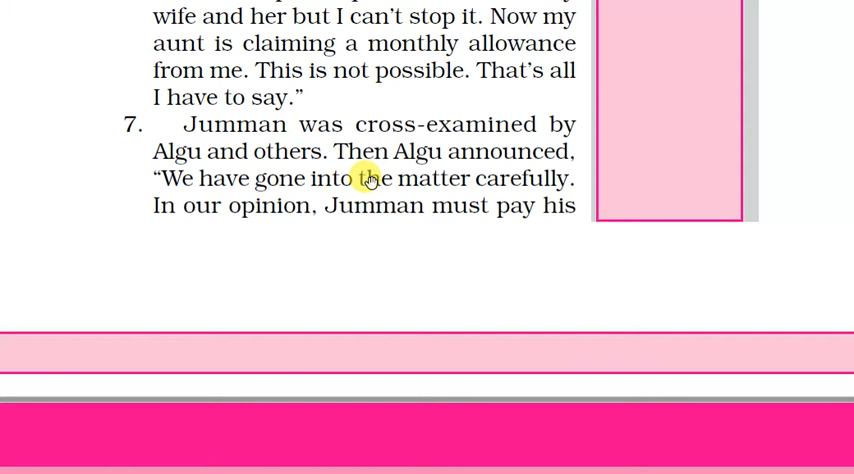 wife and her but I can’t stop it. Now my
aunt is claiming a monthly allowance
from me. This is not possible. That’s all
I have to say.”
7. Jumman was cross-examined by
Algu and others. Then Algu announced,
“We have gone into the matter carefully.
In our opinion, Jumman must pay his